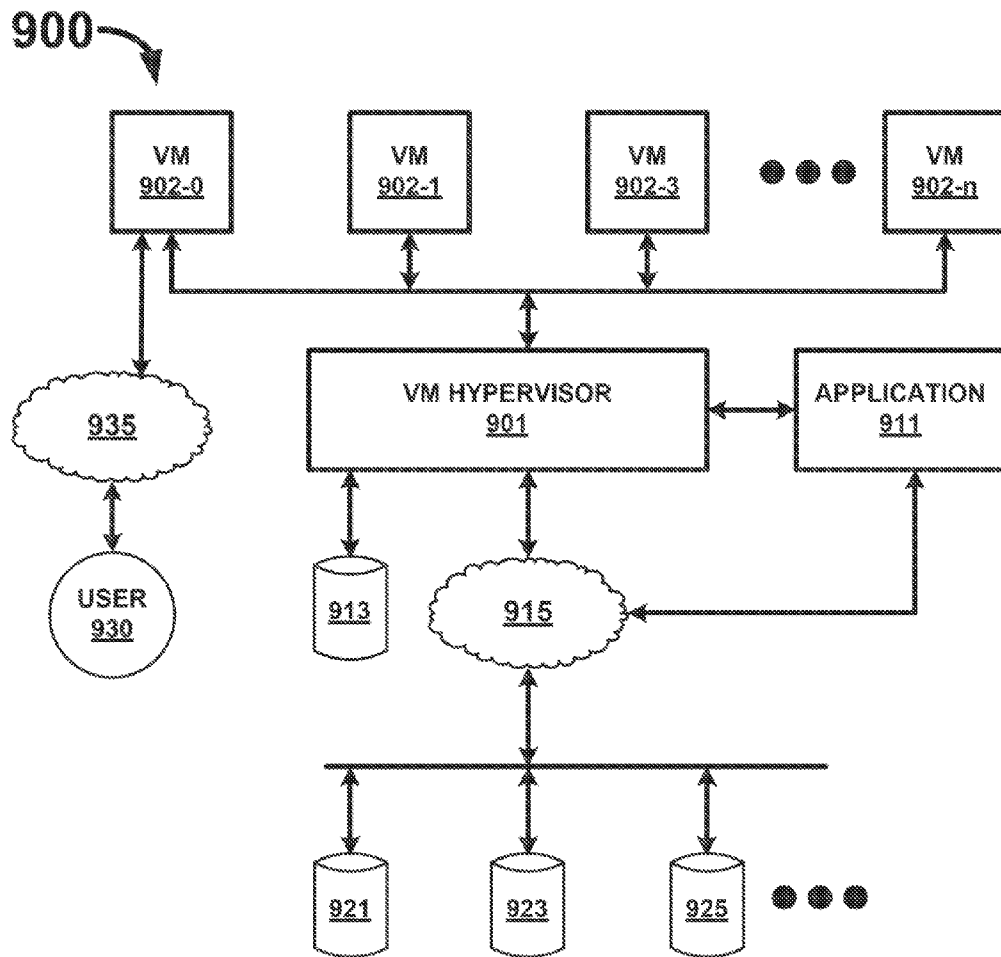 900
VM
902-0
VM
902-1
VM
902-3
VM
902-n
VM HYPERVISOR
901
APPLICATION
911
935
USER
930
913
915
921
923
925